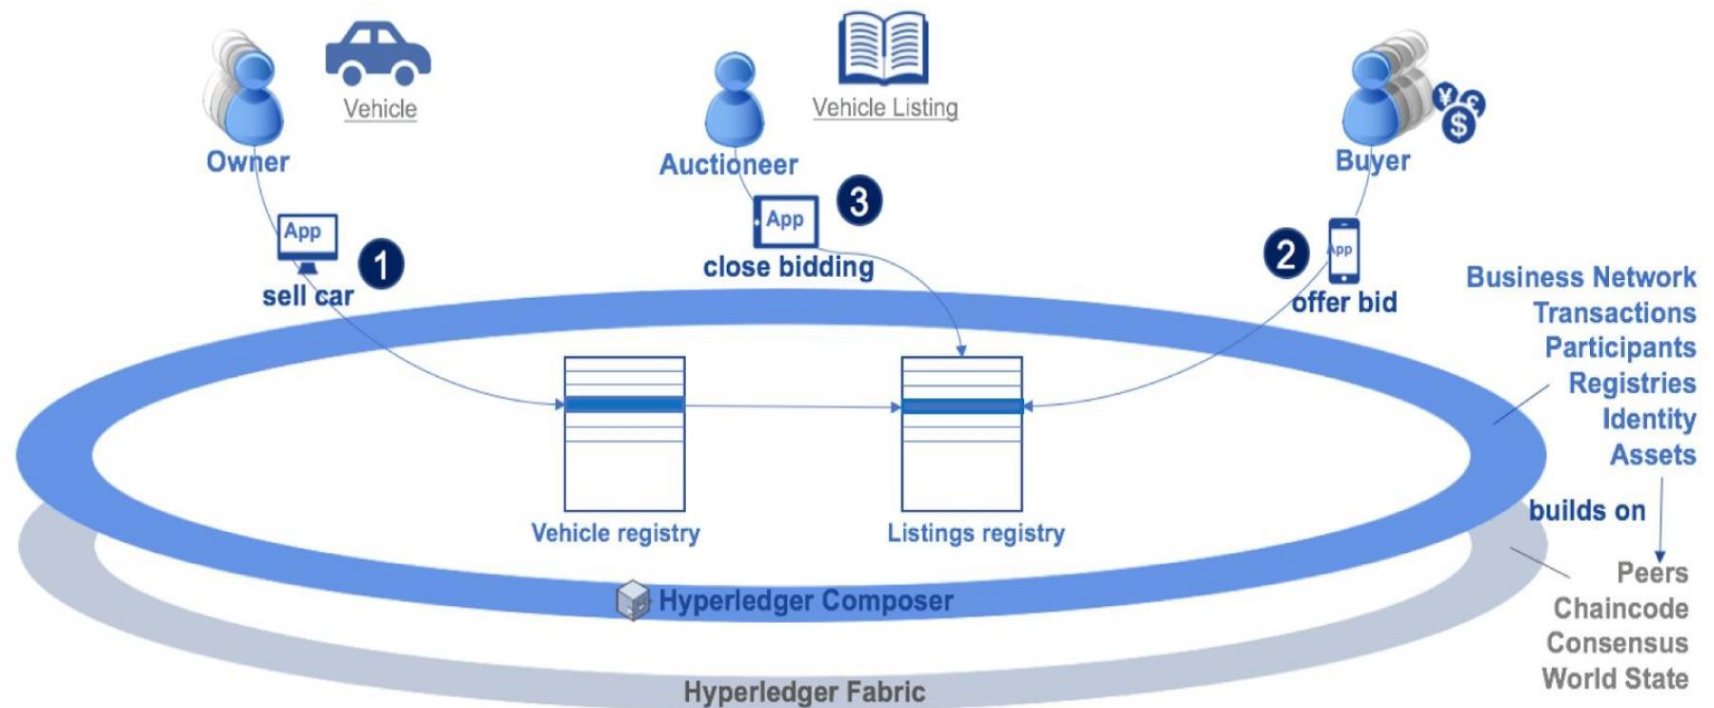 Vehicle
Vehicle Listing
¥ £
$
Owner
Auctioneer
Buyer
App
1
sell car
App
3
close bidding
2
App
offer bid
Business Network
Transactions
Participants
Registries
Identity
Assets
builds on
Peers
Chaincode
Consensus
World State
Vehicle registry
Listings registry
Hyperledger Composer
Hyperledger Fabric